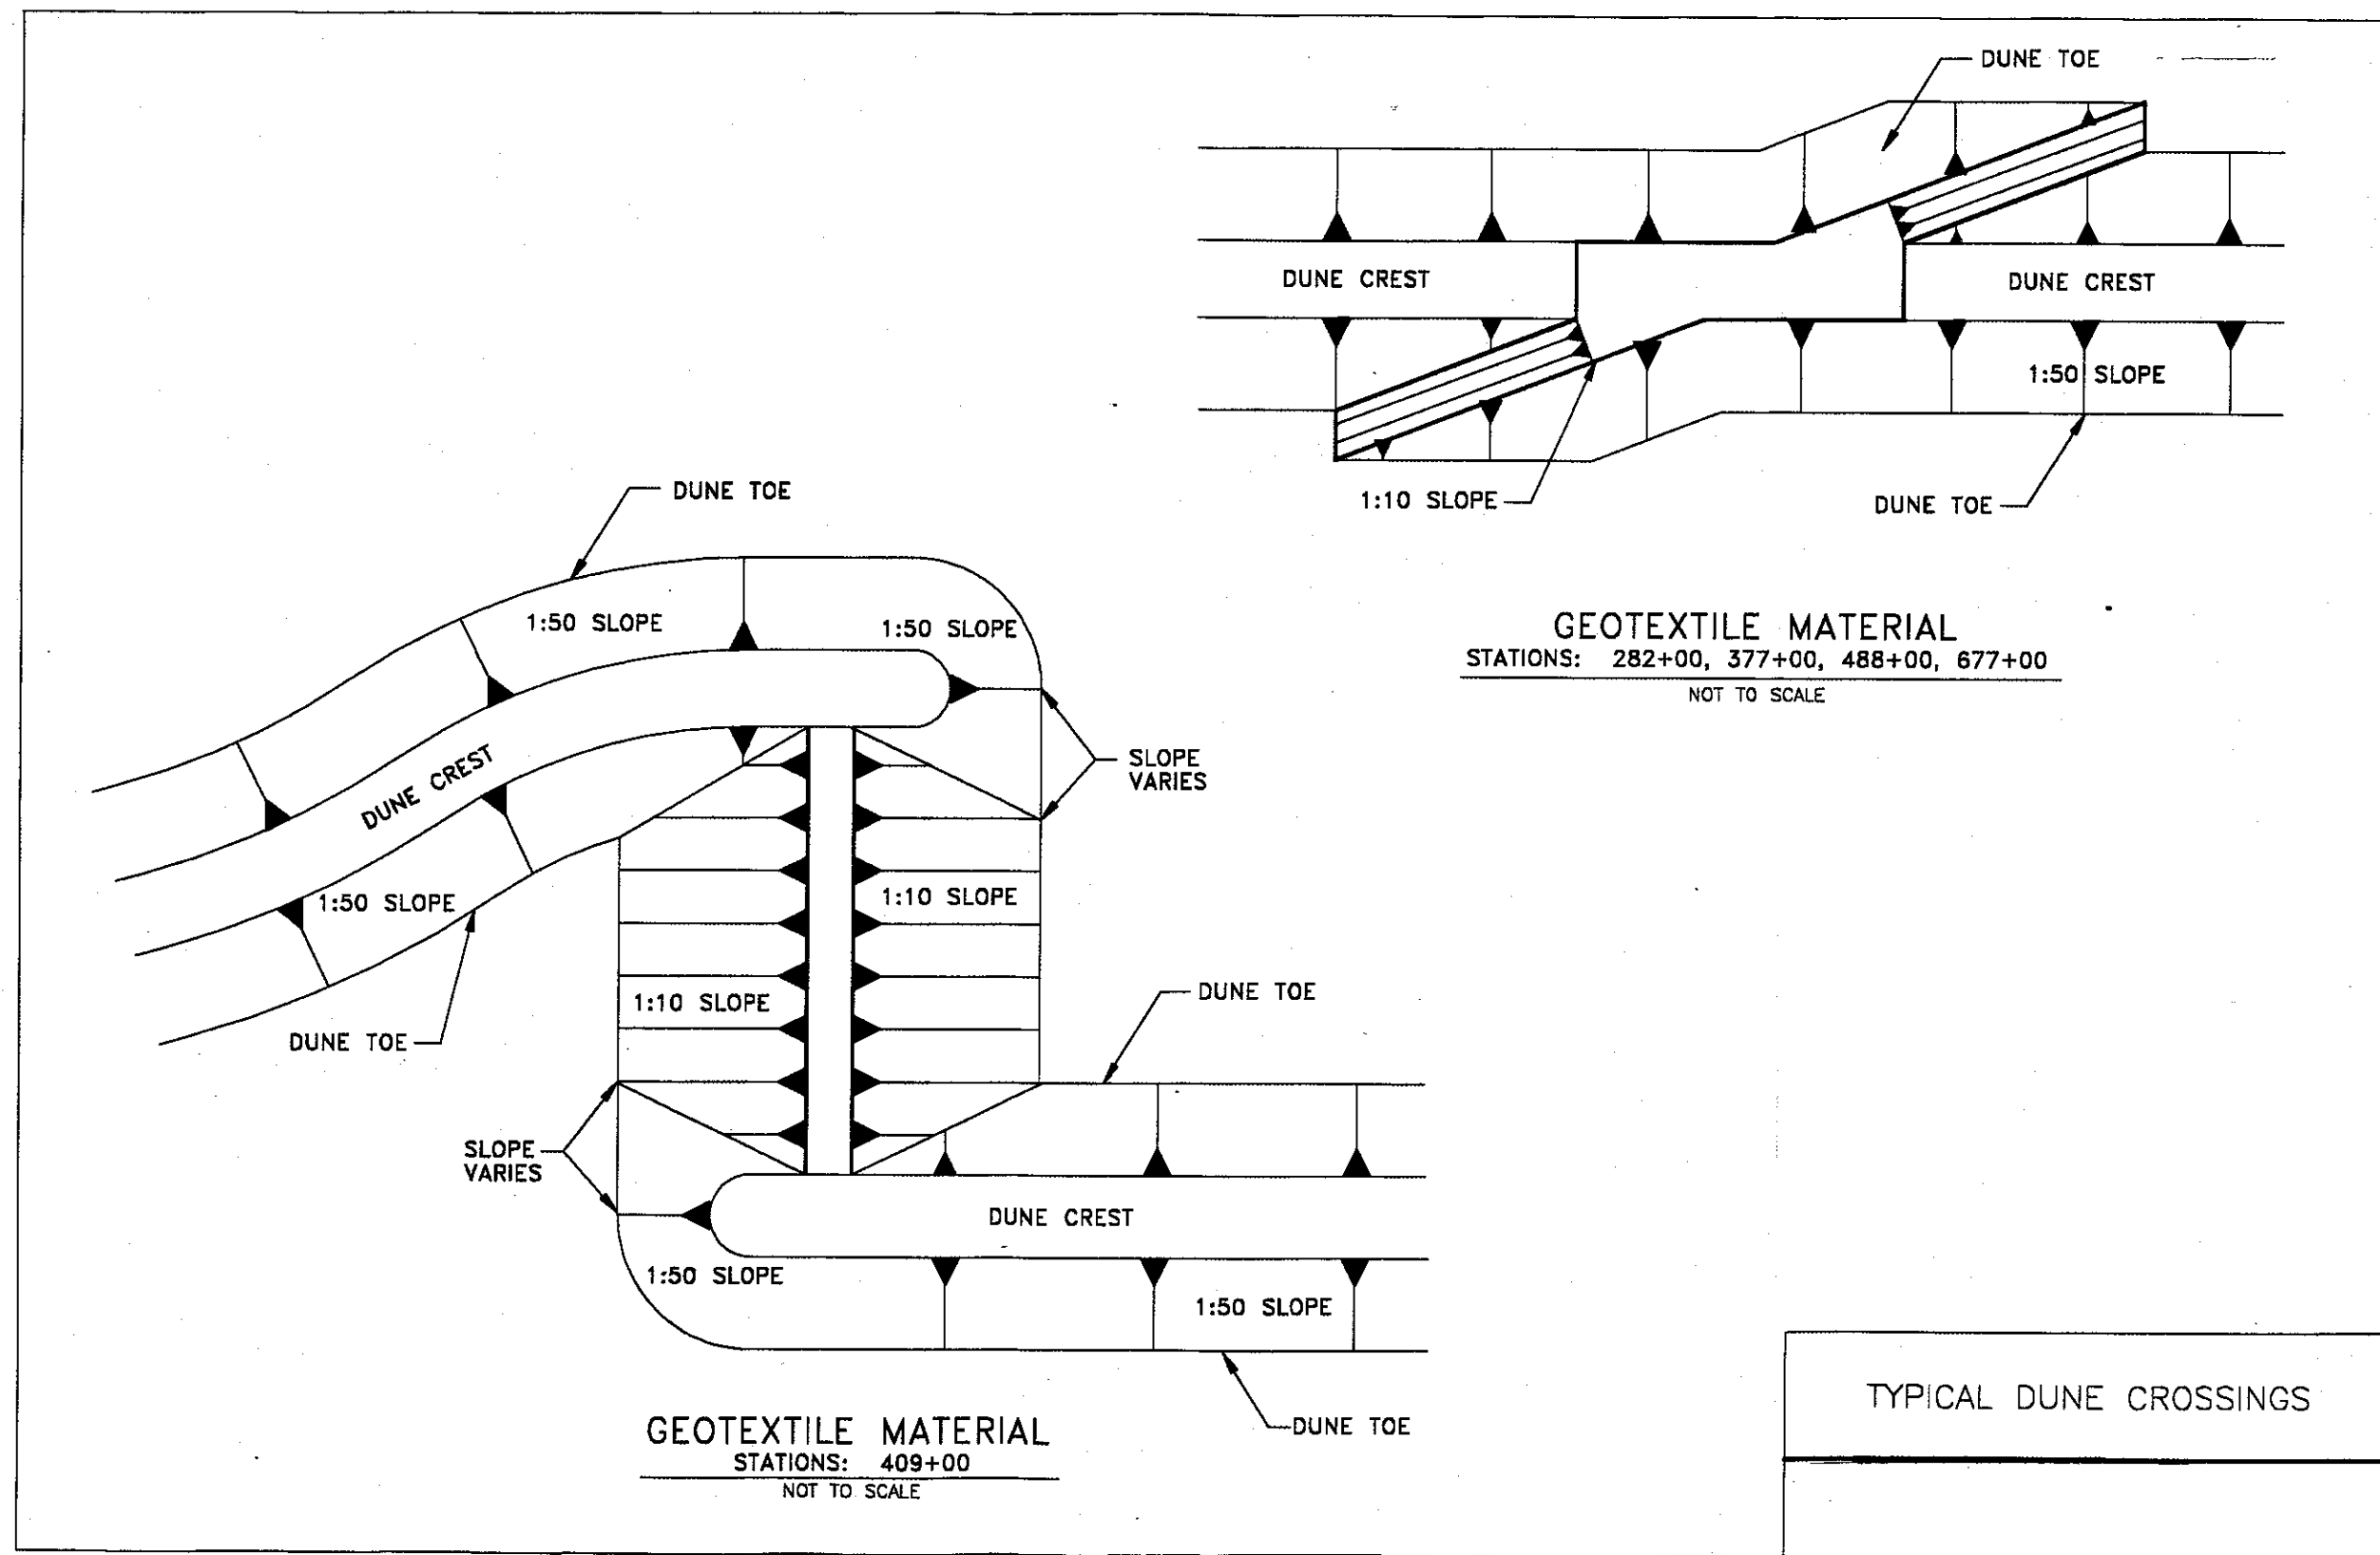 DUNE TOE
DUNE CREST
DUNE CREST
1:50 SLOPE
1:10 SLOPE
DUNE TOE
GEOTEXTILE MATERIAL
STATIONS: 282+00, 377+00, 488+00, 677+00
NOT TO SCALE
DUNE TOE
1:50 SLOPE
1:50 SLOPE
DUNE CREST
SLOPE
VARIES
1:50 SLOPE
1:10 SLOPE
1:10 SLOPE
DUNE TOE
DUNE TOE
SLOPE
VARIES
DUNE CREST
1:50 SLOPE
1:50 SLOPE
DUNE TOE
GEOTEXTILE MATERIAL
STATIONS: 409+00
NOT TO SCALE
TYPICAL DUNE CROSSINGS